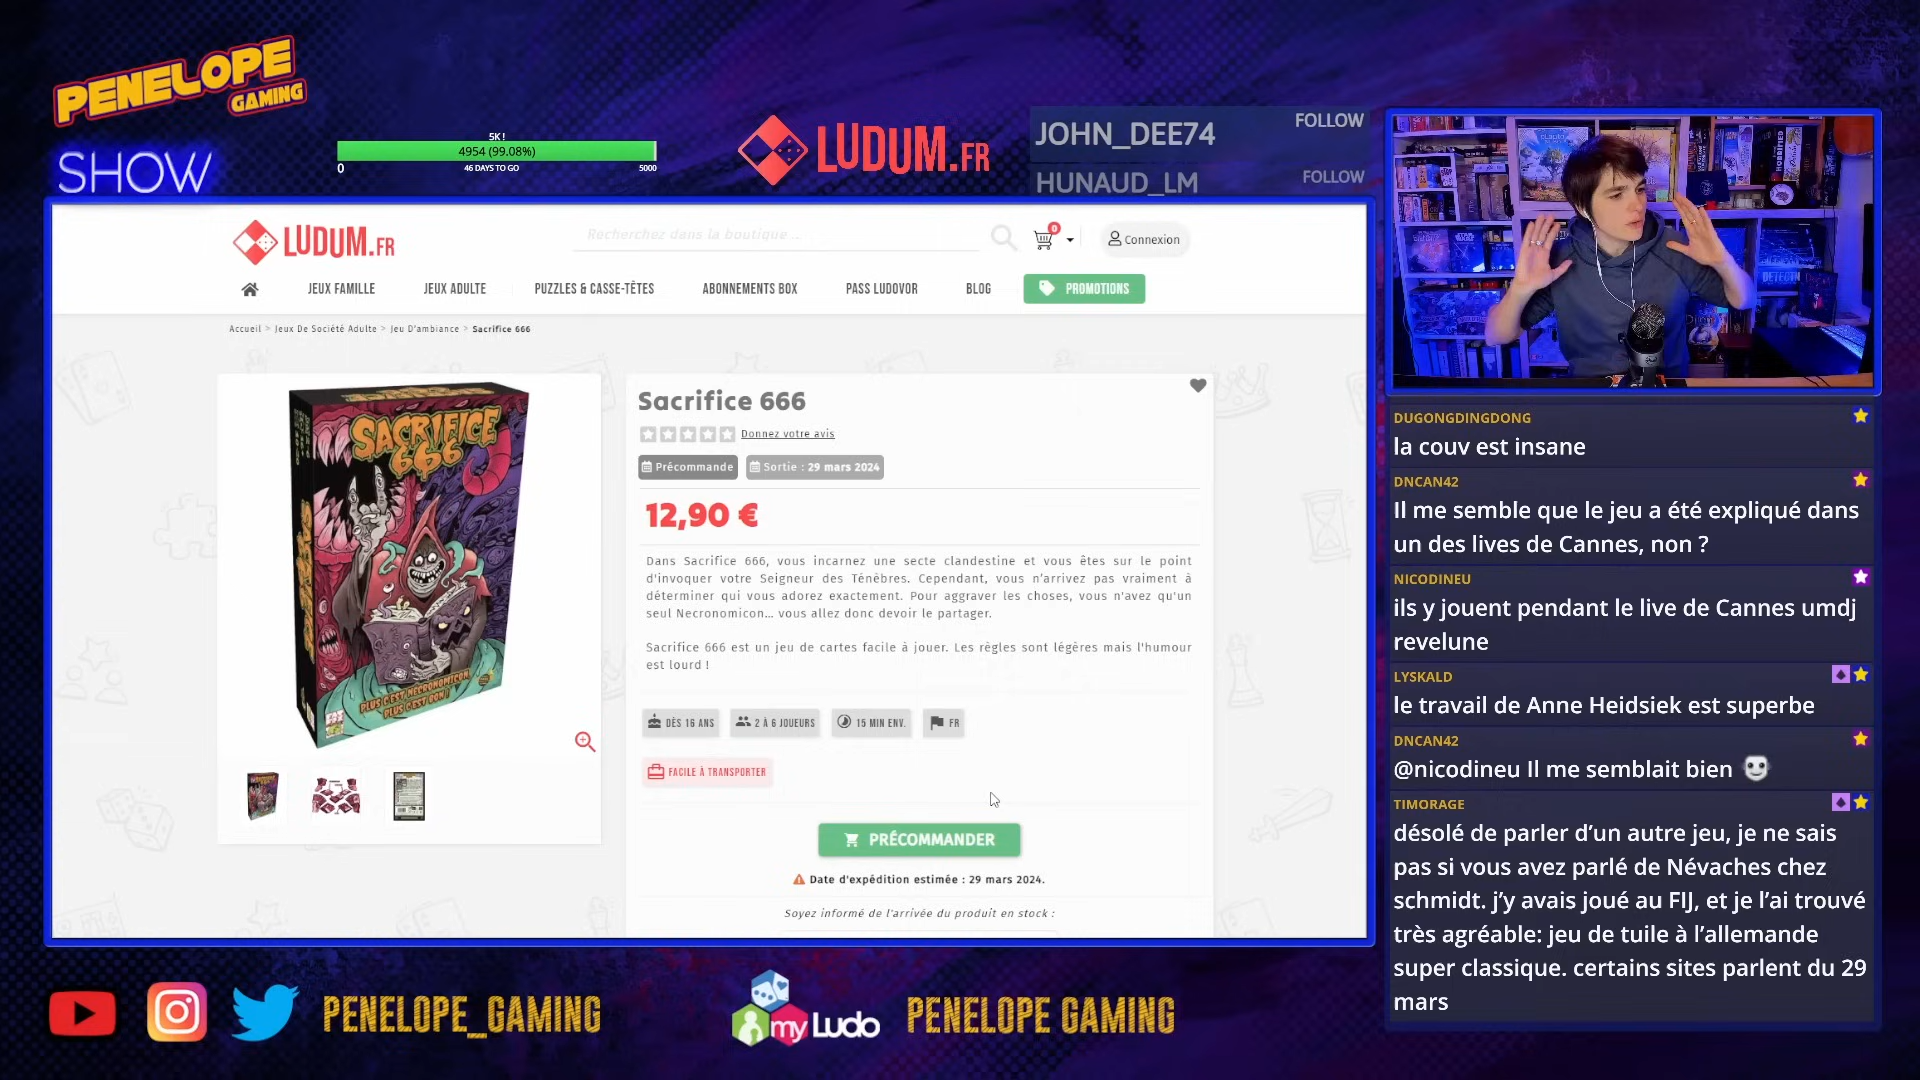 PENELOPE
GAMING
SHOW
5K !
4954 (99.08%)
0
46 DAYS TO GO
5000
LUDUM.FR
JOHN_DEE74
FOLLOW
HUNAUD_LM
FOLLOW
LUDUM.FR
Recherchez dans la boutique ...
0
Connexion
JEUX FAMILLE
JEUX ADULTE
PUZZLES & CASSE-TÊTES
ABONNEMENTS BOX
PASS LUDOVOR
BLOG
PROMOTIONS
Accueil > Jeux De Société Adulte > Jeu D'ambiance > Sacrifice 666
SACRIFICE
666
PLUS C'EST NECRONOMICON,
PLUS C'EST BON !
Sacrifice 666
Donnez votre avis
Précommande
Sortie : 29 mars 2024
12,90 €
Dans Sacrifice 666, vous incarnez une secte clandestine et vous êtes sur le point
d'invoquer votre Seigneur des Ténèbres. Cependant, vous n'arrivez pas vraiment à
déterminer qui vous adorez exactement. Pour aggraver les choses, vous n'avez qu'un
seul Necronomicon... vous allez donc devoir le partager.
Sacrifice 666 est un jeu de cartes facile à jouer. Les règles sont légères mais l'humour
est lourd !
DÈS 16 ANS
2 À 6 JOUEURS
15 MIN ENV.
FR
FACILE À TRANSPORTER
PRÉCOMMANDER
Date d'expédition estimée : 29 mars 2024.
Soyez informé de l'arrivée du produit en stock :
DUGONGDINGDONG
la couv est insane
DNCAN42
Il me semble que le jeu a été expliqué dans
un des lives de Cannes, non ?
NICODINEU
ils y jouent pendant le live de Cannes umdj
revelune
LYSKALD
le travail de Anne Heidsiek est superbe
DNCAN42
@nicodineu Il me semblait bien
TIMORAGE
désolé de parler d'un autre jeu, je ne sais
pas si vous avez parlé de Névaches chez
schmidt. j'y avais joué au FIJ, et je l'ai trouvé
très agréable: jeu de tuile à l'allemande
super classique. certains sites parlent du 29
mars
PENELOPE_GAMING
my Ludo
PENELOPE GAMING